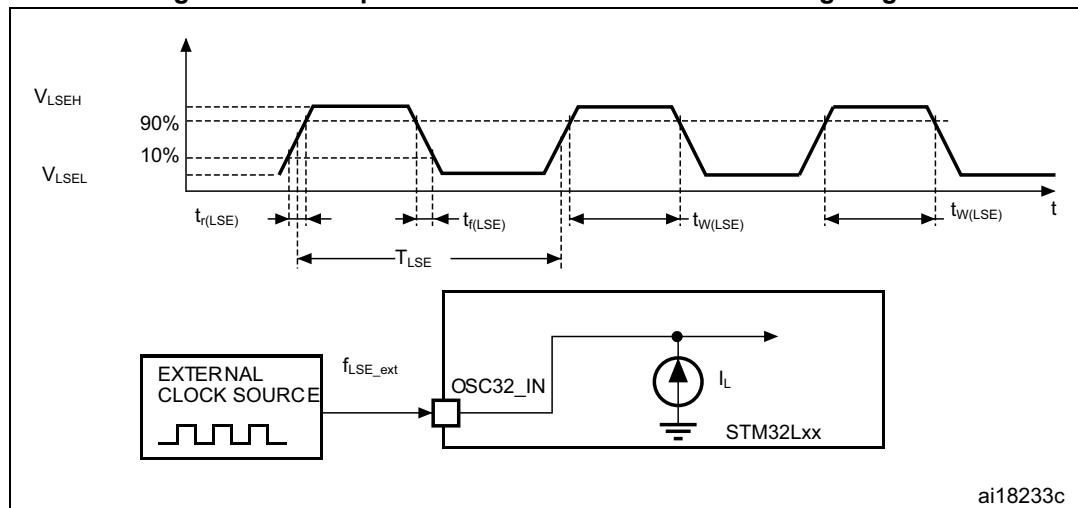 V_LSEH
90%
10%
V_LSEL
t_r(LSE)
t_f(LSE)
t_W(LSE)
t_W(LSE)
t
T_LSE
EXTERNAL
CLOCK SOURCE
f_LSE_ext
OSC32_IN
I_L
STM32Lxx
ai18233c